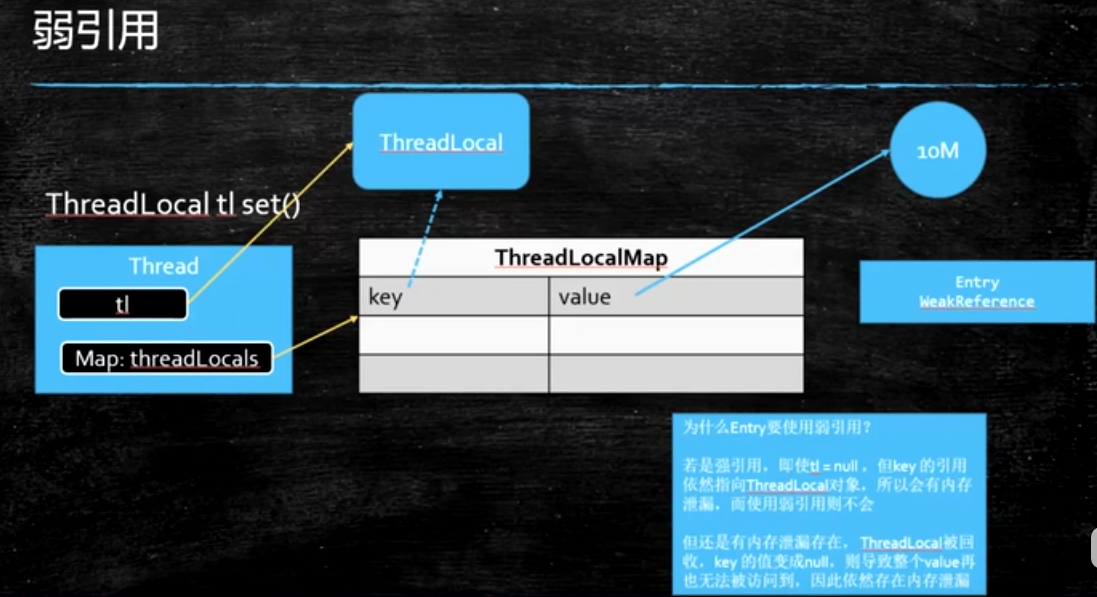 弱引用
ThreadLocal
10M
ThreadLocal tl set()
Thread
tl
Map: threadLocals
ThreadLocalMap
key
value
Entry
WeakReference
为什么Entry要使用弱引用？
若是强引用，即使tl = null，但key 的引用
依然指向ThreadLocal对象，所以会有内存
泄漏，而使用弱引用则不会
但还是有内存泄漏存在，ThreadLocal被回
收，key 的值变成null，则导致整个value再
也无法被访问到，因此依然存在内存泄漏